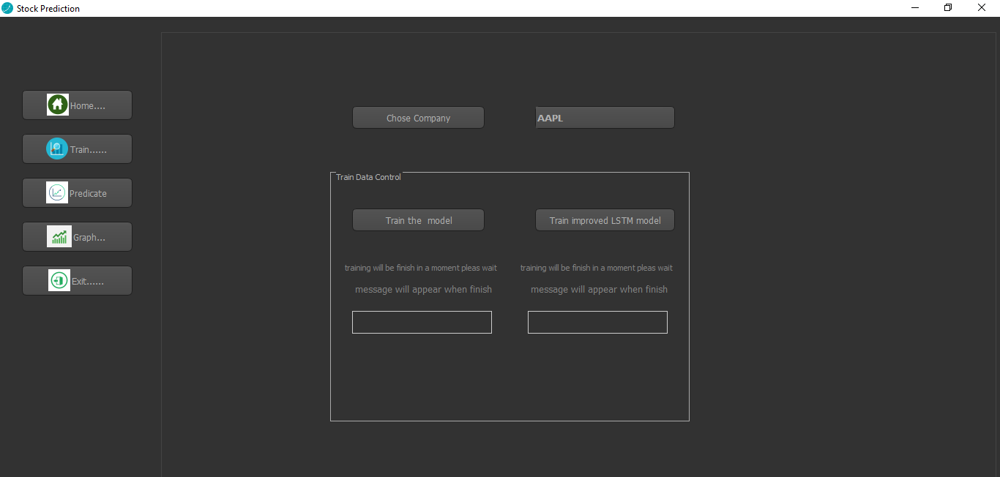 Stock Prediction
Home....
Train......
Predicate
Graph...
Exit......
Chose Company
AAPL
Train Data Control
Train the  model
Train improved LSTM model
training will be finish in a moment pleas wait
training will be finish in a moment pleas wait
message will appear when finish
message will appear when finish